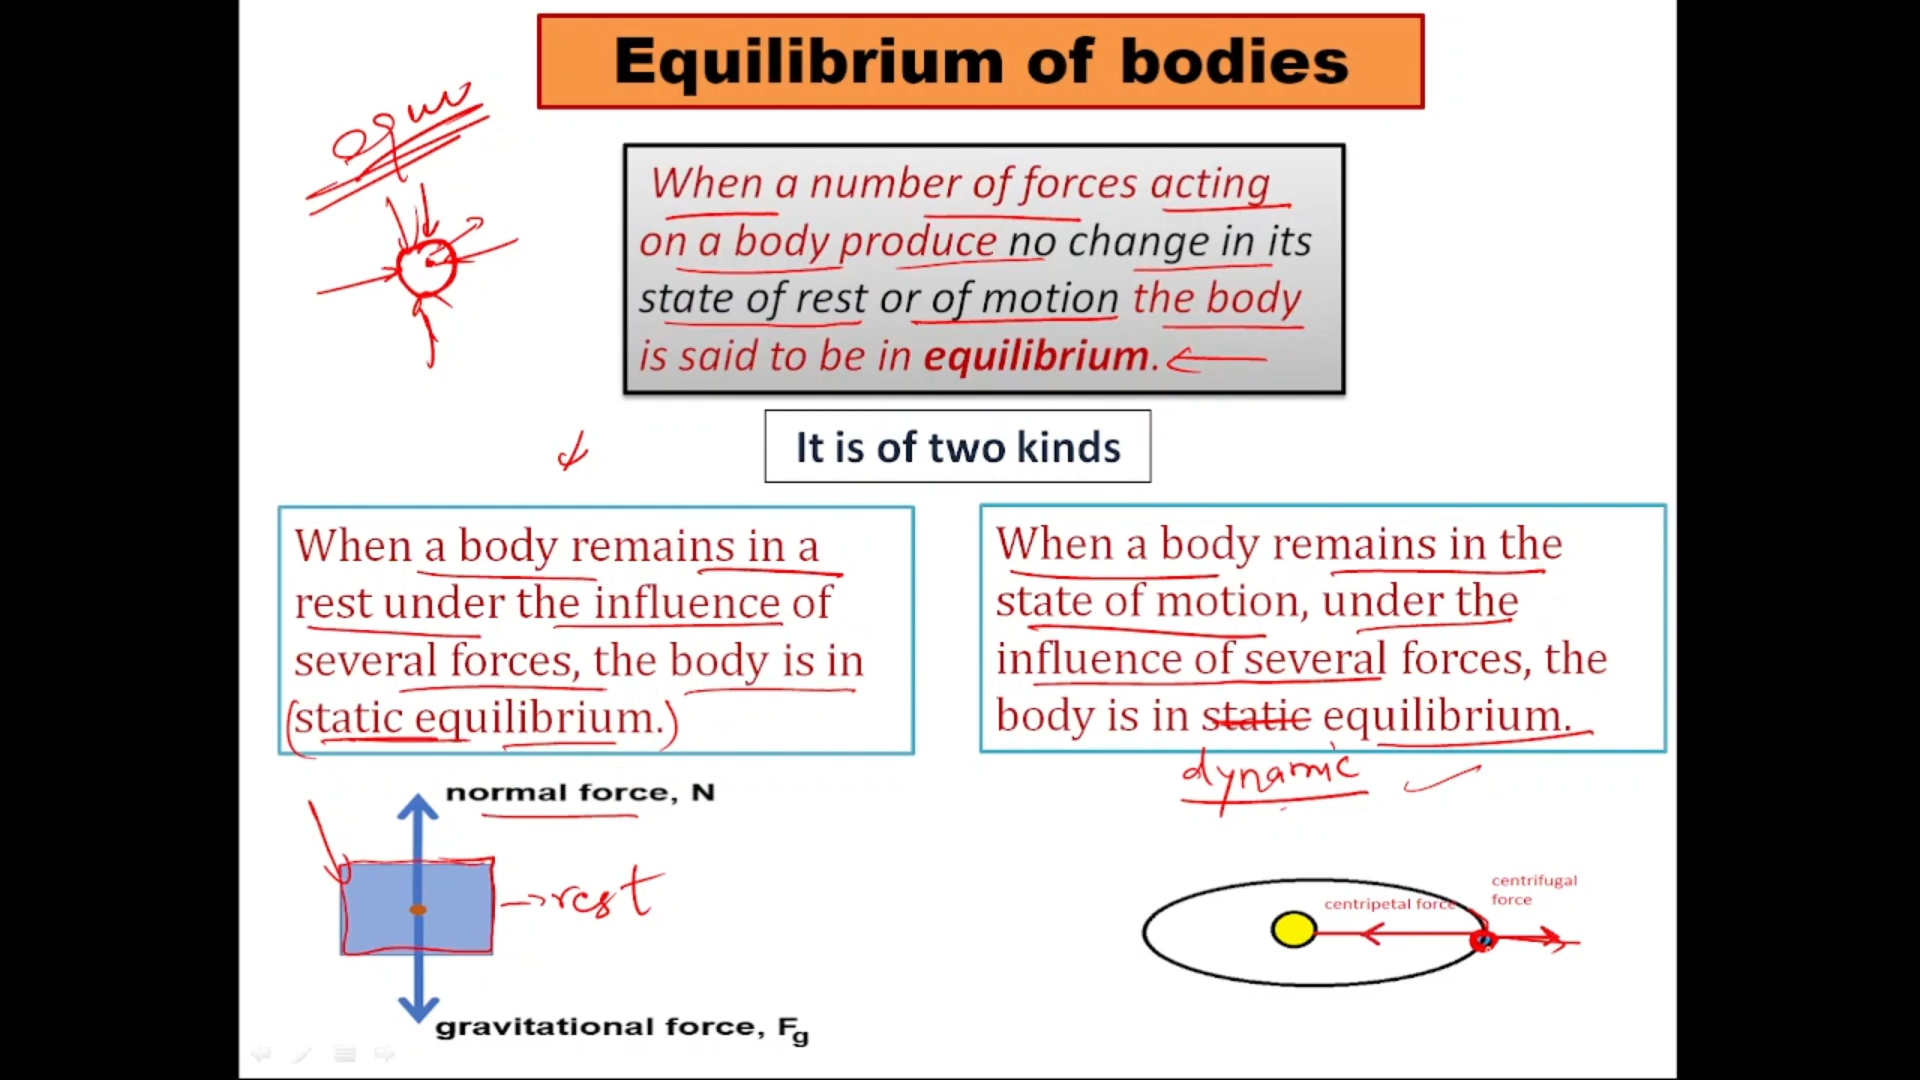 Equilibrium of bodies
When a number of forces acting
on a body produce no change in its
state of rest or of motion the body
is said to be in equilibrium.
It is of two kinds
When a body remains in a
rest under the influence of
several forces, the body is in
(static equilibrium.)
When a body remains in the
state of motion, under the
influence of several forces, the
body is in static equilibrium.
dynamic
normal force, N
rest
gravitational force, Fg
centrifugal
force
centripetal force